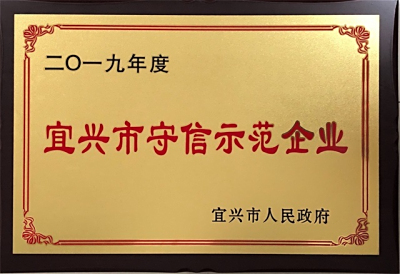 二〇一九年度
宜兴市守信示范企业
宜兴市人民政府